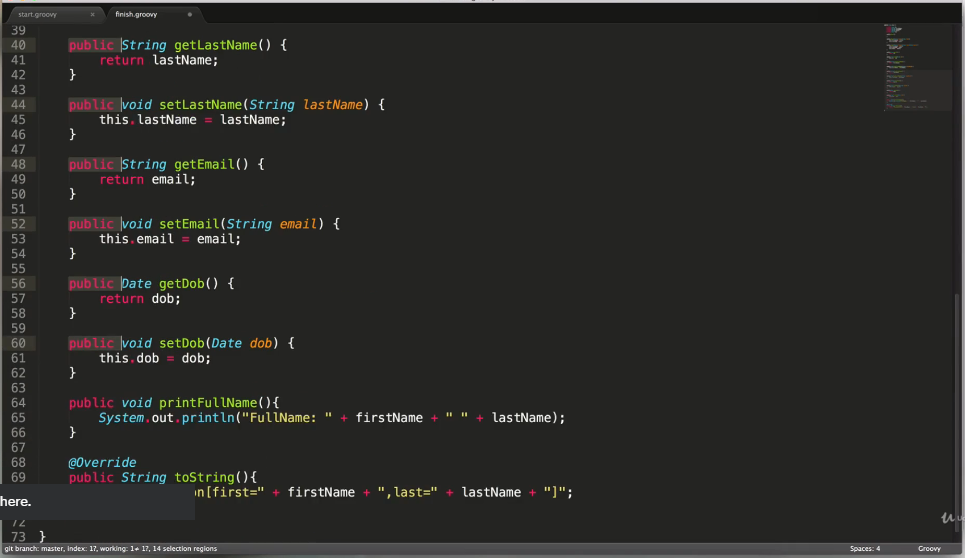 start.groovy × finish.groovy
39
40 public String getLastName() {
41 return lastName;
42 }
43
44 public void setLastName(String lastName) {
45 this.lastName = lastName;
46 }
47
48 public String getEmail() {
49 return email;
50 }
51
52 public void setEmail(String email) {
53 this.email = email;
54 }
55
56 public Date getDob() {
57 return dob;
58 }
59
60 public void setDob(Date dob) {
61 this.dob = dob;
62 }
63
64 public void printFullName(){
65 System.out.println("FullName: " + firstName + " " + lastName);
66 }
67
68 @Override
69 public String toString(){
on[first=" + firstName + ",last=" + lastName + "]";
here.
72
73 }
git branch: master, index: 1?, working: 1≠ 1?, 14 selection regions Spaces: 4 Groovy